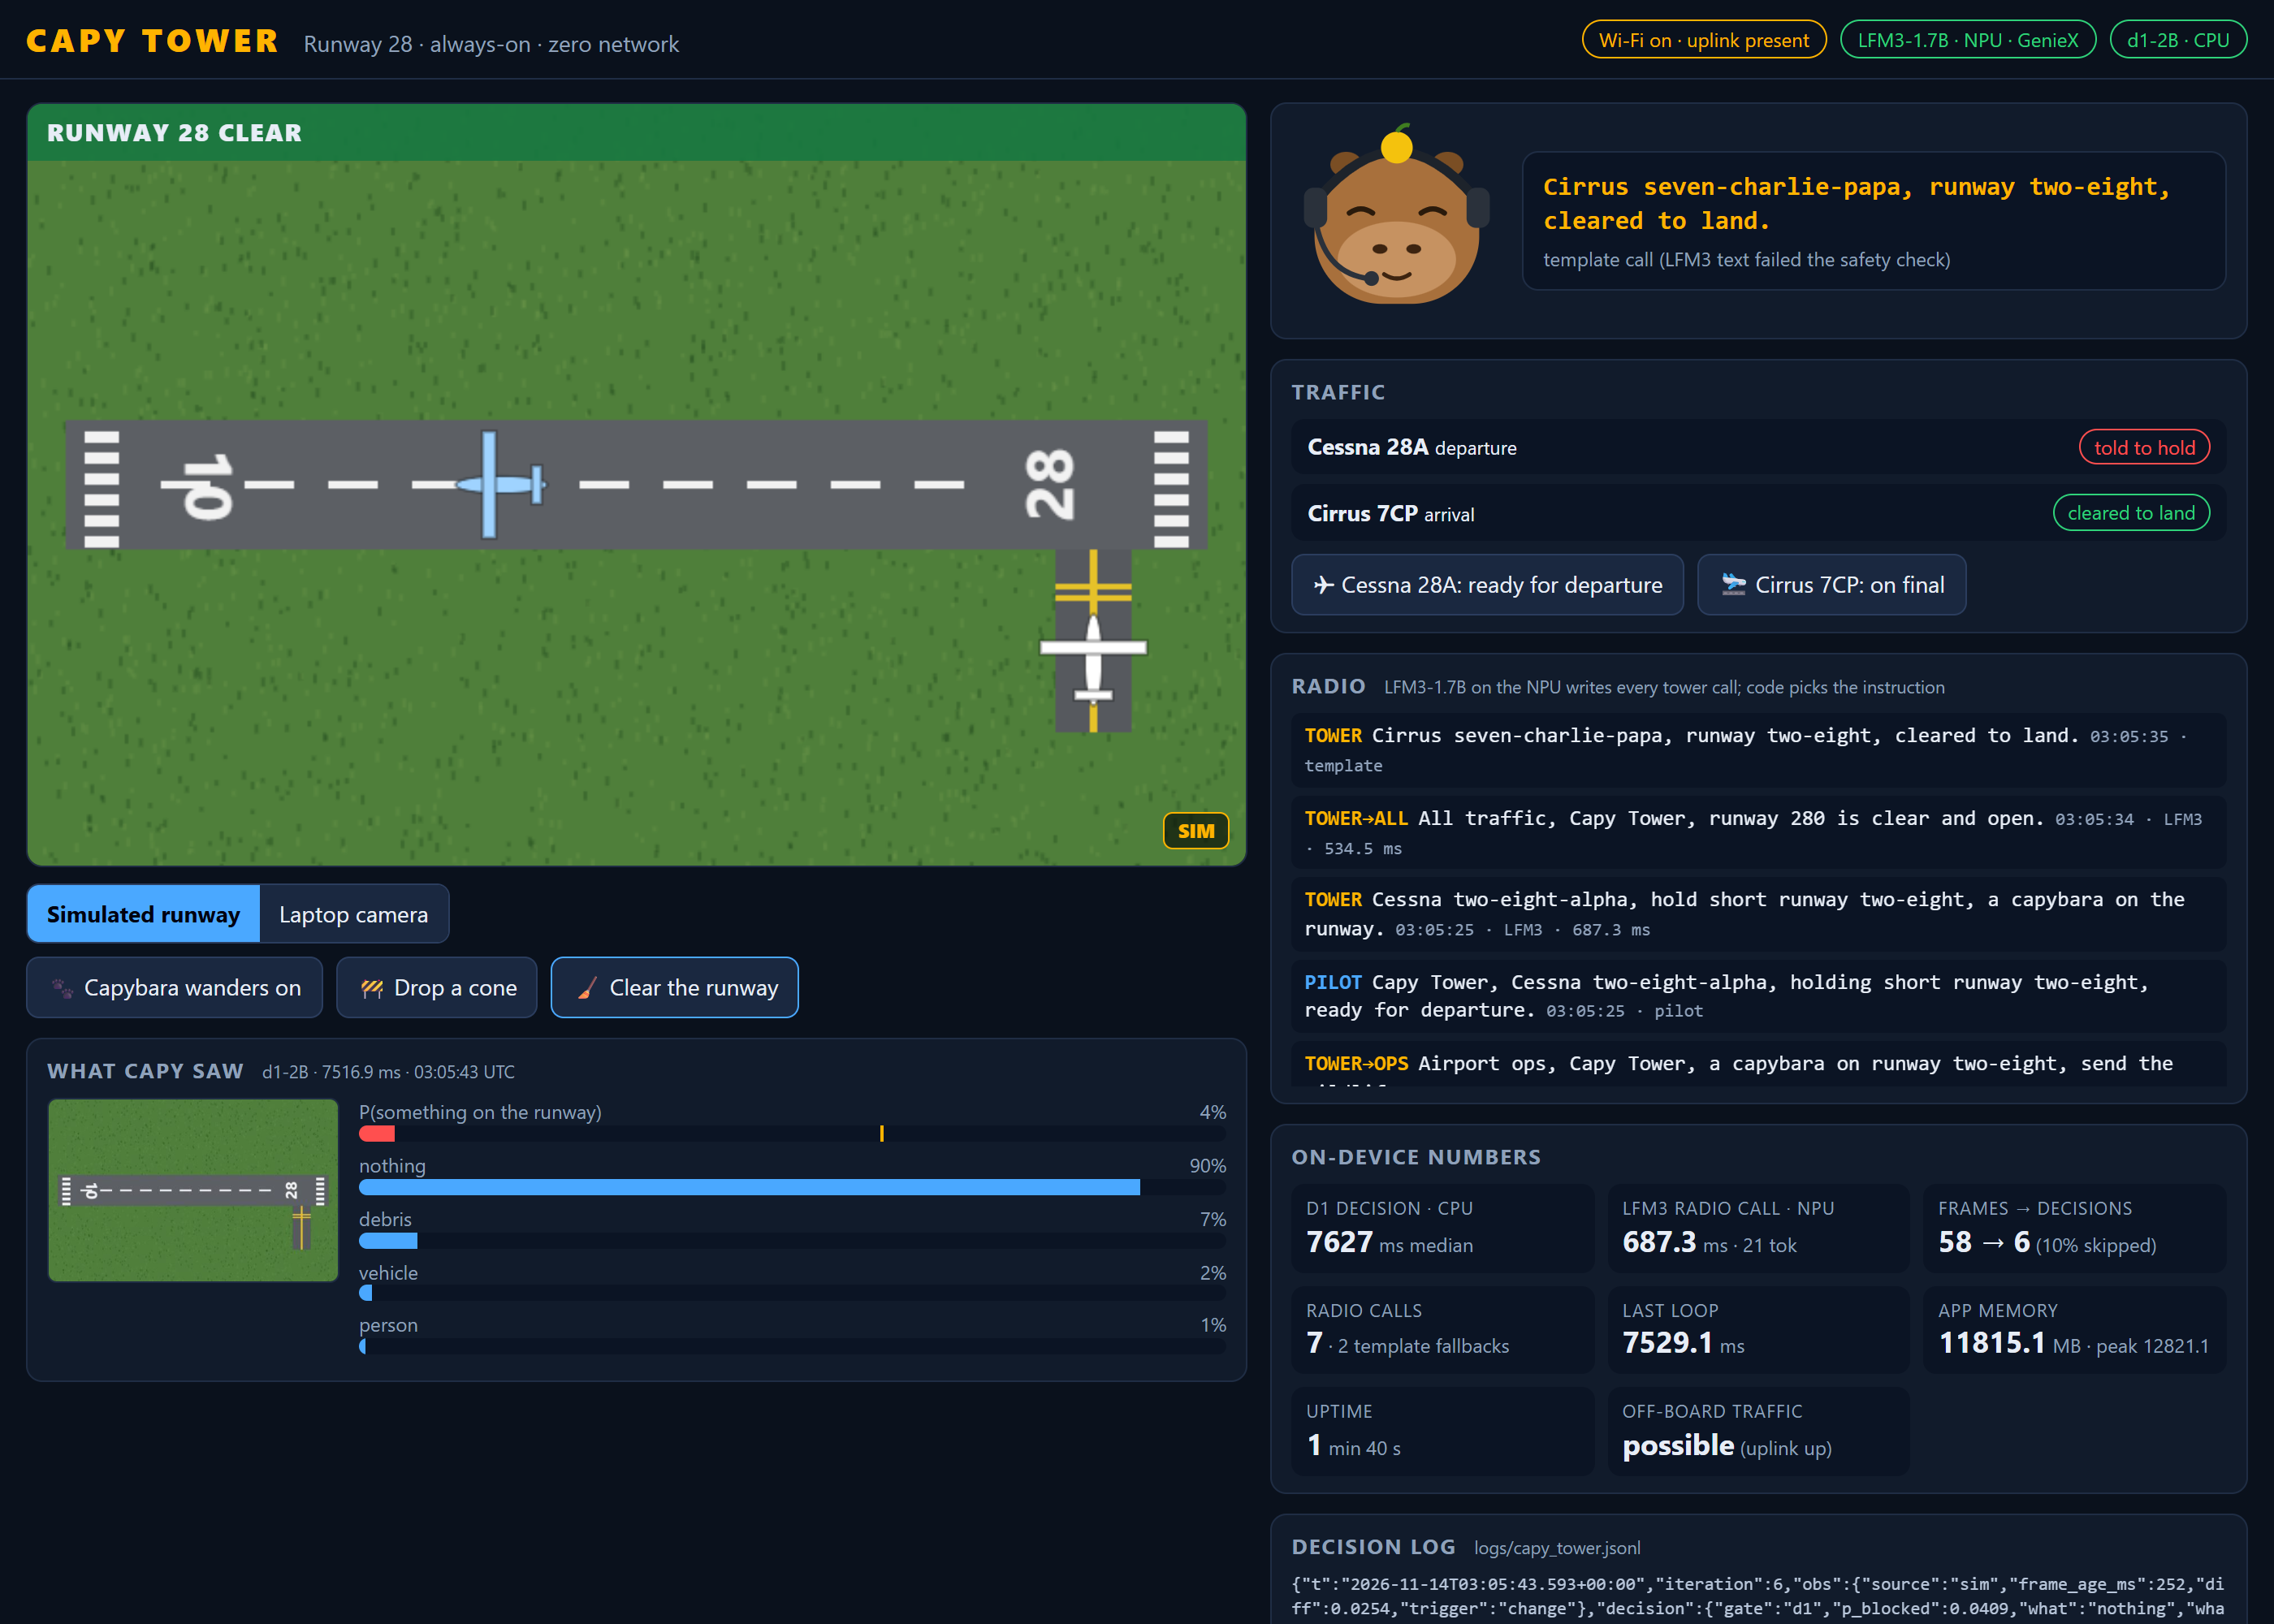 CAPY TOWER
Runway 28 · always-on · zero network
Wi-Fi on · uplink present
LFM3-1.7B · NPU · GenieX
d1-2B · CPU
RUNWAY 28 CLEAR
10
28
SIM
Simulated runway
Laptop camera
Capybara wanders on
Drop a cone
Clear the runway
WHAT CAPY SAW d1-2B · 7516.9 ms · 03:05:43 UTC
10
28
P(something on the runway) 4%
nothing 90%
debris 7%
vehicle 2%
person 1%
Cirrus seven-charlie-papa, runway two-eight,
cleared to land.
template call (LFM3 text failed the safety check)
TRAFFIC
Cessna 28A departure told to hold
Cirrus 7CP arrival cleared to land
Cessna 28A: ready for departure
Cirrus 7CP: on final
RADIO LFM3-1.7B on the NPU writes every tower call; code picks the instruction
TOWER Cirrus seven-charlie-papa, runway two-eight, cleared to land. 03:05:35 ·
template
TOWER→ALL All traffic, Capy Tower, runway 280 is clear and open. 03:05:34 · LFM3
· 534.5 ms
TOWER Cessna two-eight-alpha, hold short runway two-eight, a capybara on the
runway. 03:05:25 · LFM3 · 687.3 ms
PILOT Capy Tower, Cessna two-eight-alpha, holding short runway two-eight,
ready for departure. 03:05:25 · pilot
TOWER→OPS Airport ops, Capy Tower, a capybara on runway two-eight, send the
ON-DEVICE NUMBERS
D1 DECISION · CPU
7627 ms median
LFM3 RADIO CALL · NPU
687.3 ms · 21 tok
FRAMES → DECISIONS
58 → 6 (10% skipped)
RADIO CALLS
7 · 2 template fallbacks
LAST LOOP
7529.1 ms
APP MEMORY
11815.1 MB · peak 12821.1
UPTIME
1 min 40 s
OFF-BOARD TRAFFIC
possible (uplink up)
DECISION LOG logs/capy_tower.jsonl
{"t":"2026-11-14T03:05:43.593+00:00","iteration":6,"obs":{"source":"sim","frame_age_ms":252,"di
ff":0.0254,"trigger":"change"},"decision":{"gate":"d1","p_blocked":0.0409,"what":"nothing","wha